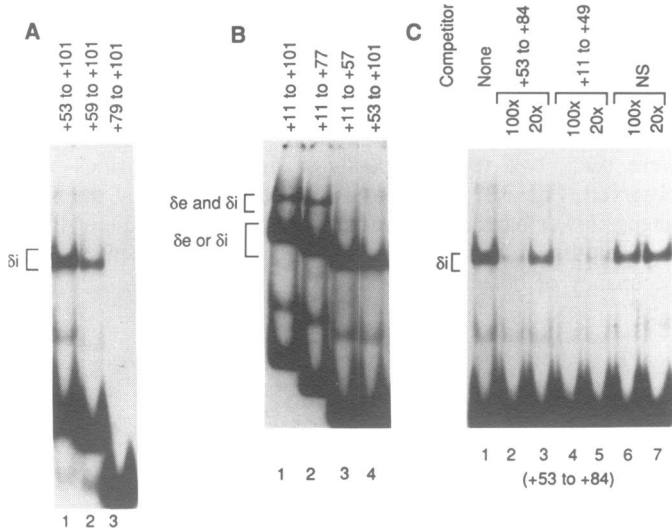 A
+53 to +101
+59 to +101
+79 to +101
δi
1 2 3
B
+11 to +101
+11 to +77
+11 to +57
+53 to +101
δe and δi
δe or δi
1 2 3 4
C
Competitor
None
+53 to +84
+11 to +49
NS
100x 20x 100x 20x 100x 20x
δi
1 2 3 4 5 6 7
(+53 to +84)